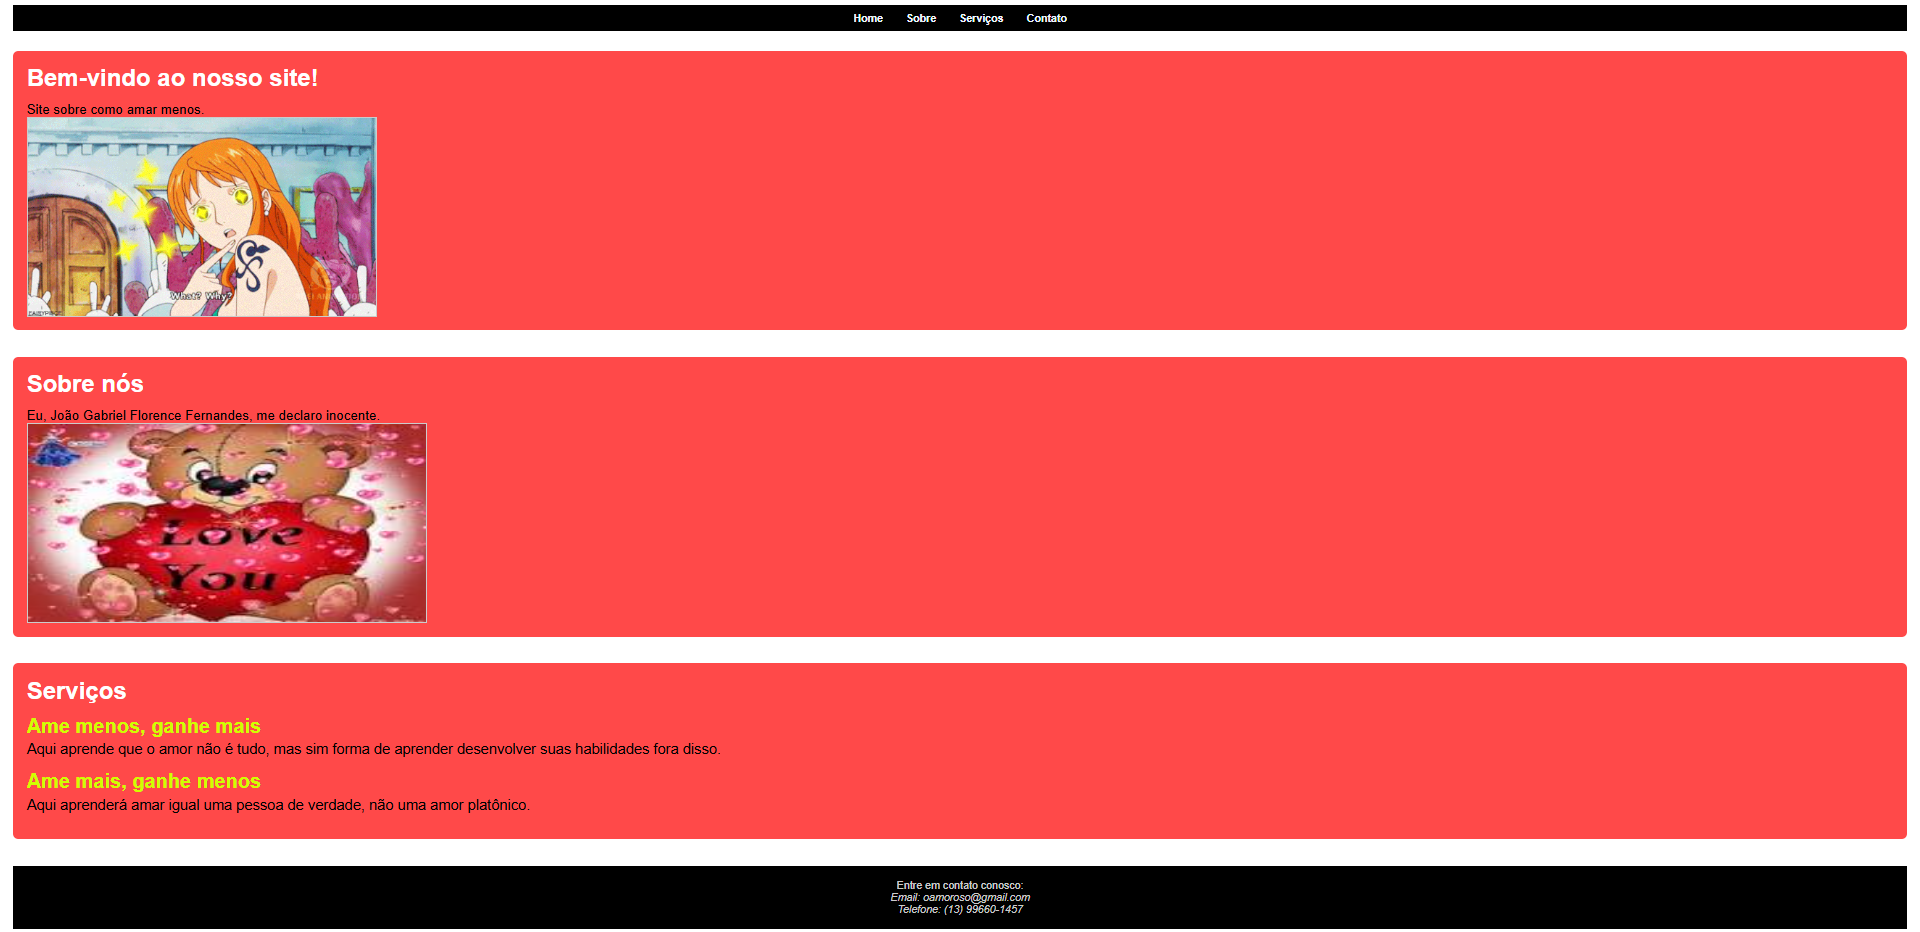 Home Sobre Serviços Contato
Bem-vindo ao nosso site!
Site sobre como amar menos.
What? Why?
Sobre nós
Eu, João Gabriel Florence Fernandes, me declaro inocente.
Love
You
Serviços
Ame menos, ganhe mais
Aqui aprende que o amor não é tudo, mas sim forma de aprender desenvolver suas habilidades fora disso.
Ame mais, ganhe menos
Aqui aprenderá amar igual uma pessoa de verdade, não uma amor platônico.
Entre em contato conosco:
Email: oamoroso@gmail.com
Telefone: (13) 99660-1457